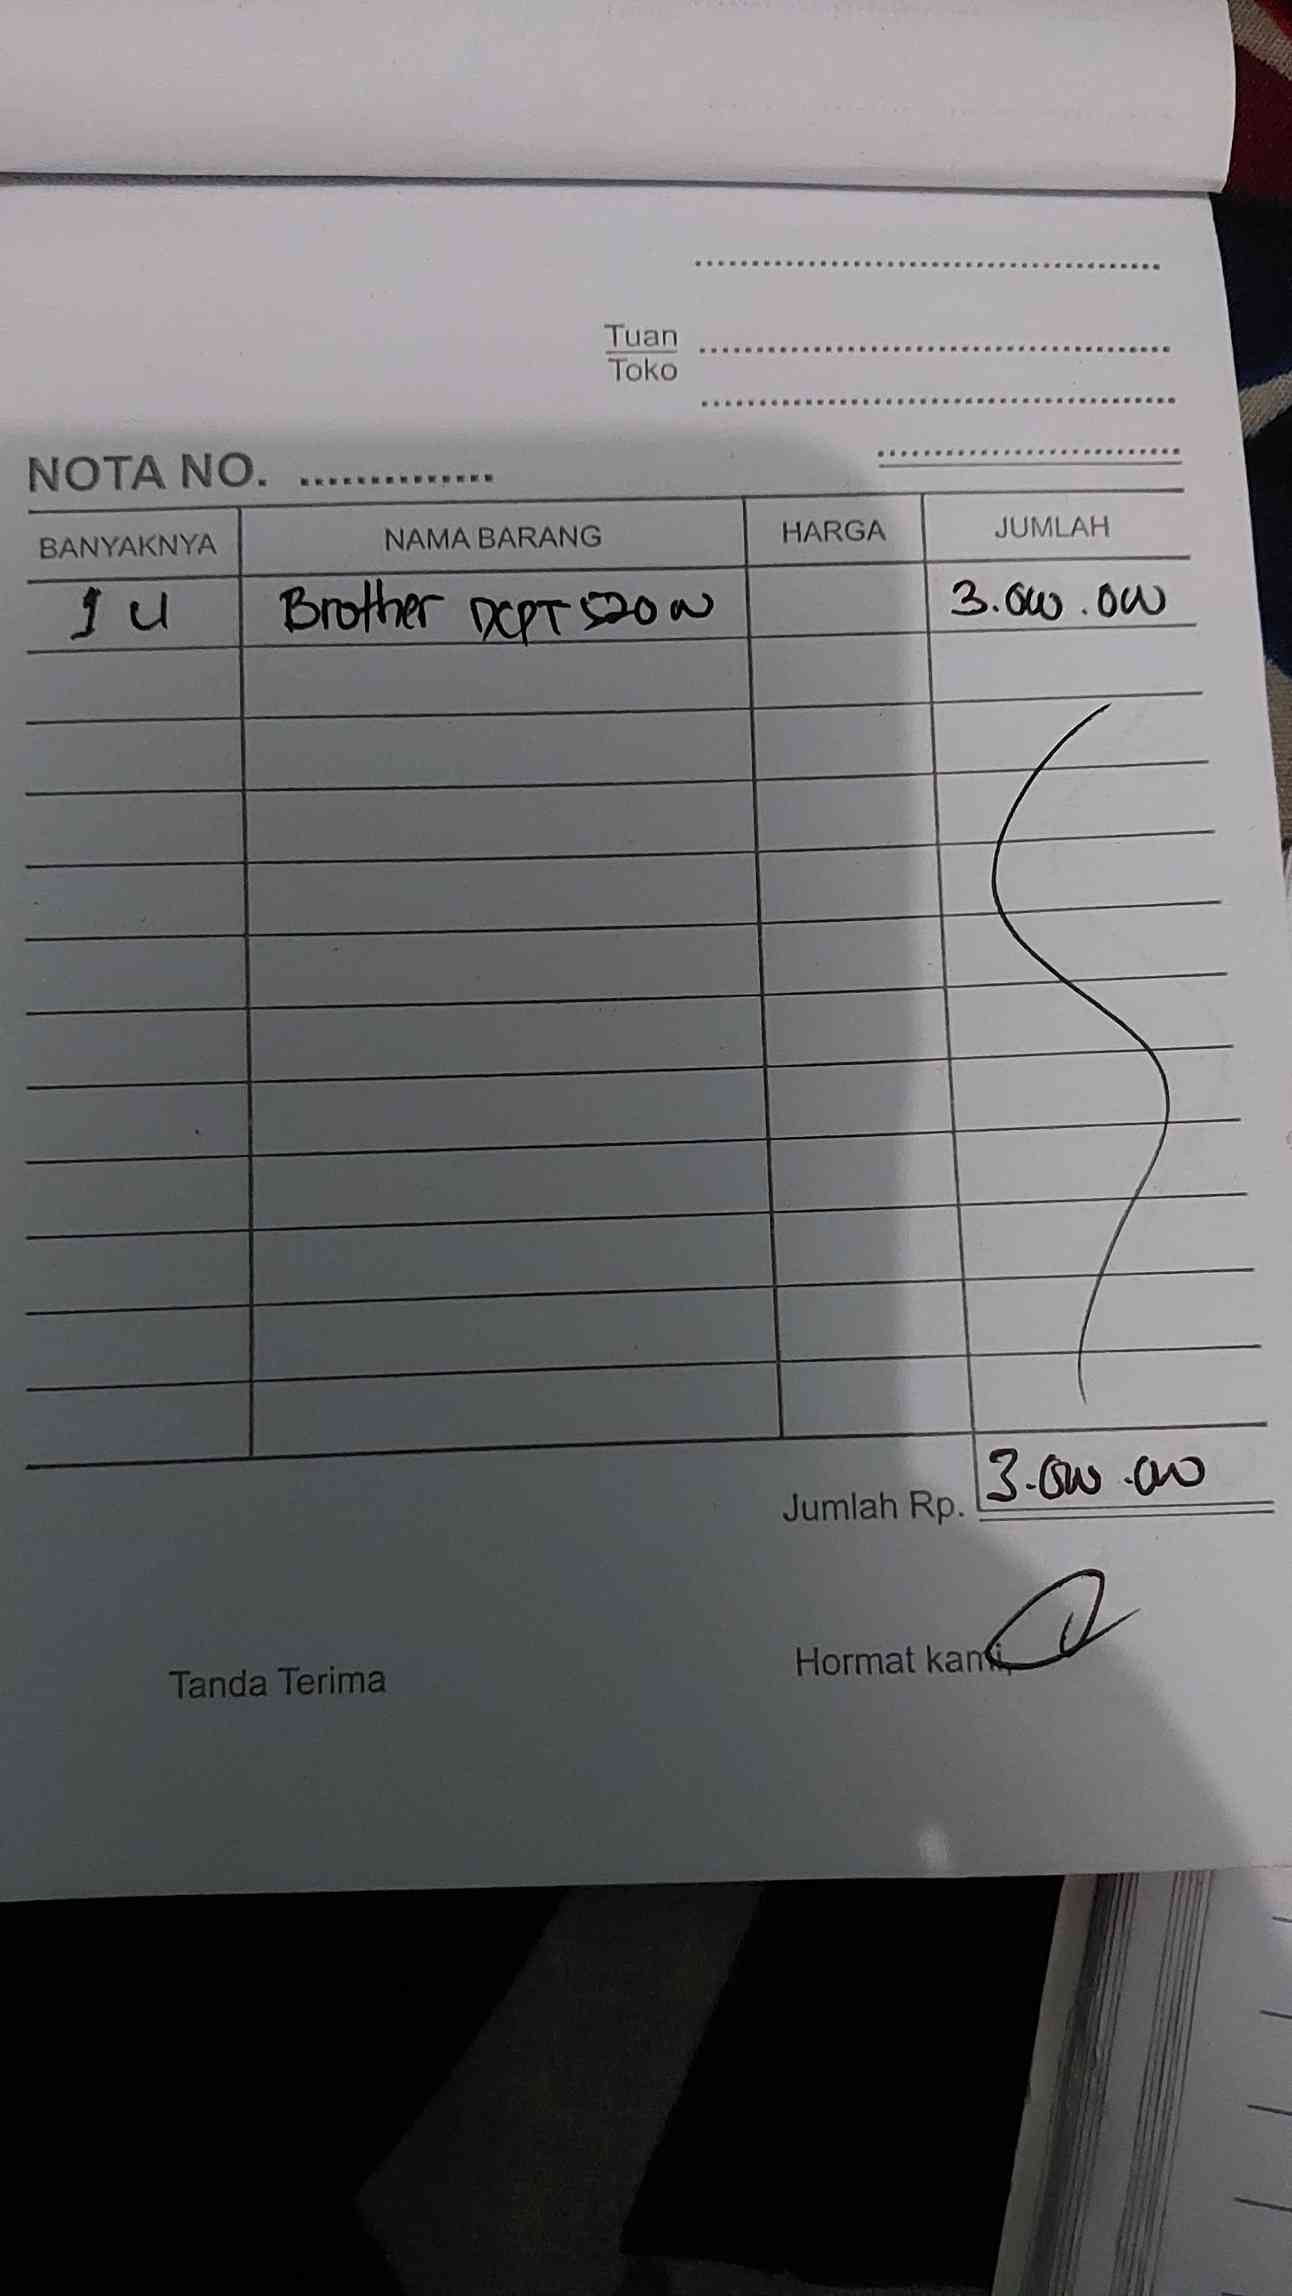 Tuan
Toko
NOTA NO.
BANYAKNYA NAMA BARANG HARGA JUMLAH
1 U Brother DCPT 520 W 3.000.000
Jumlah Rp. 3.000.000
Tanda Terima Hormat kami,